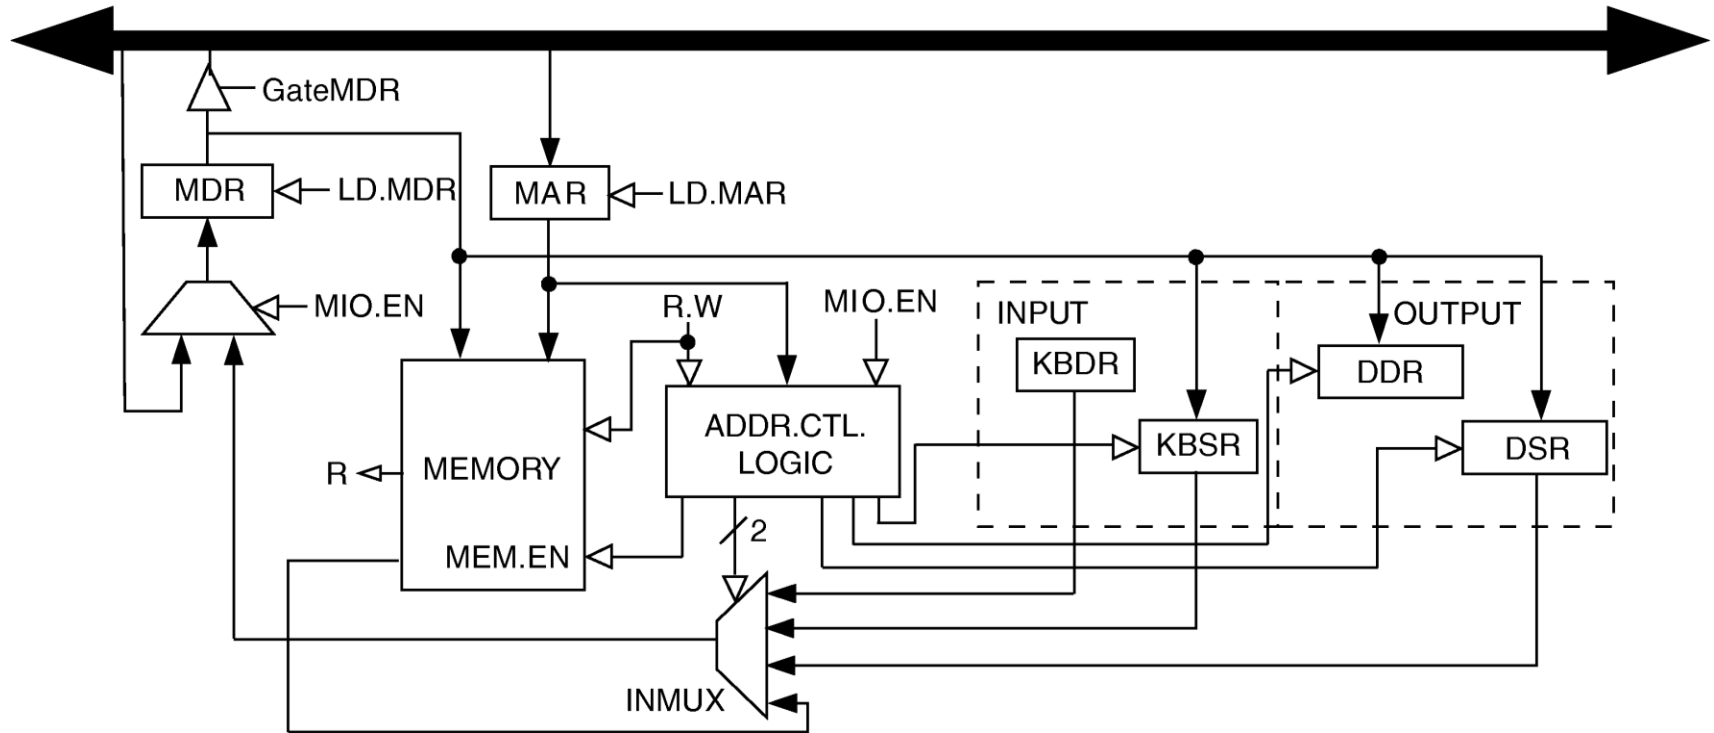 GateMDR
MDR
LD.MDR
MAR
LD.MAR
MIO.EN
R.W
MIO.EN
INPUT
OUTPUT
KBDR
DDR
ADDR.CTL.
LOGIC
KBSR
DSR
R
MEMORY
2
MEM.EN
INMUX